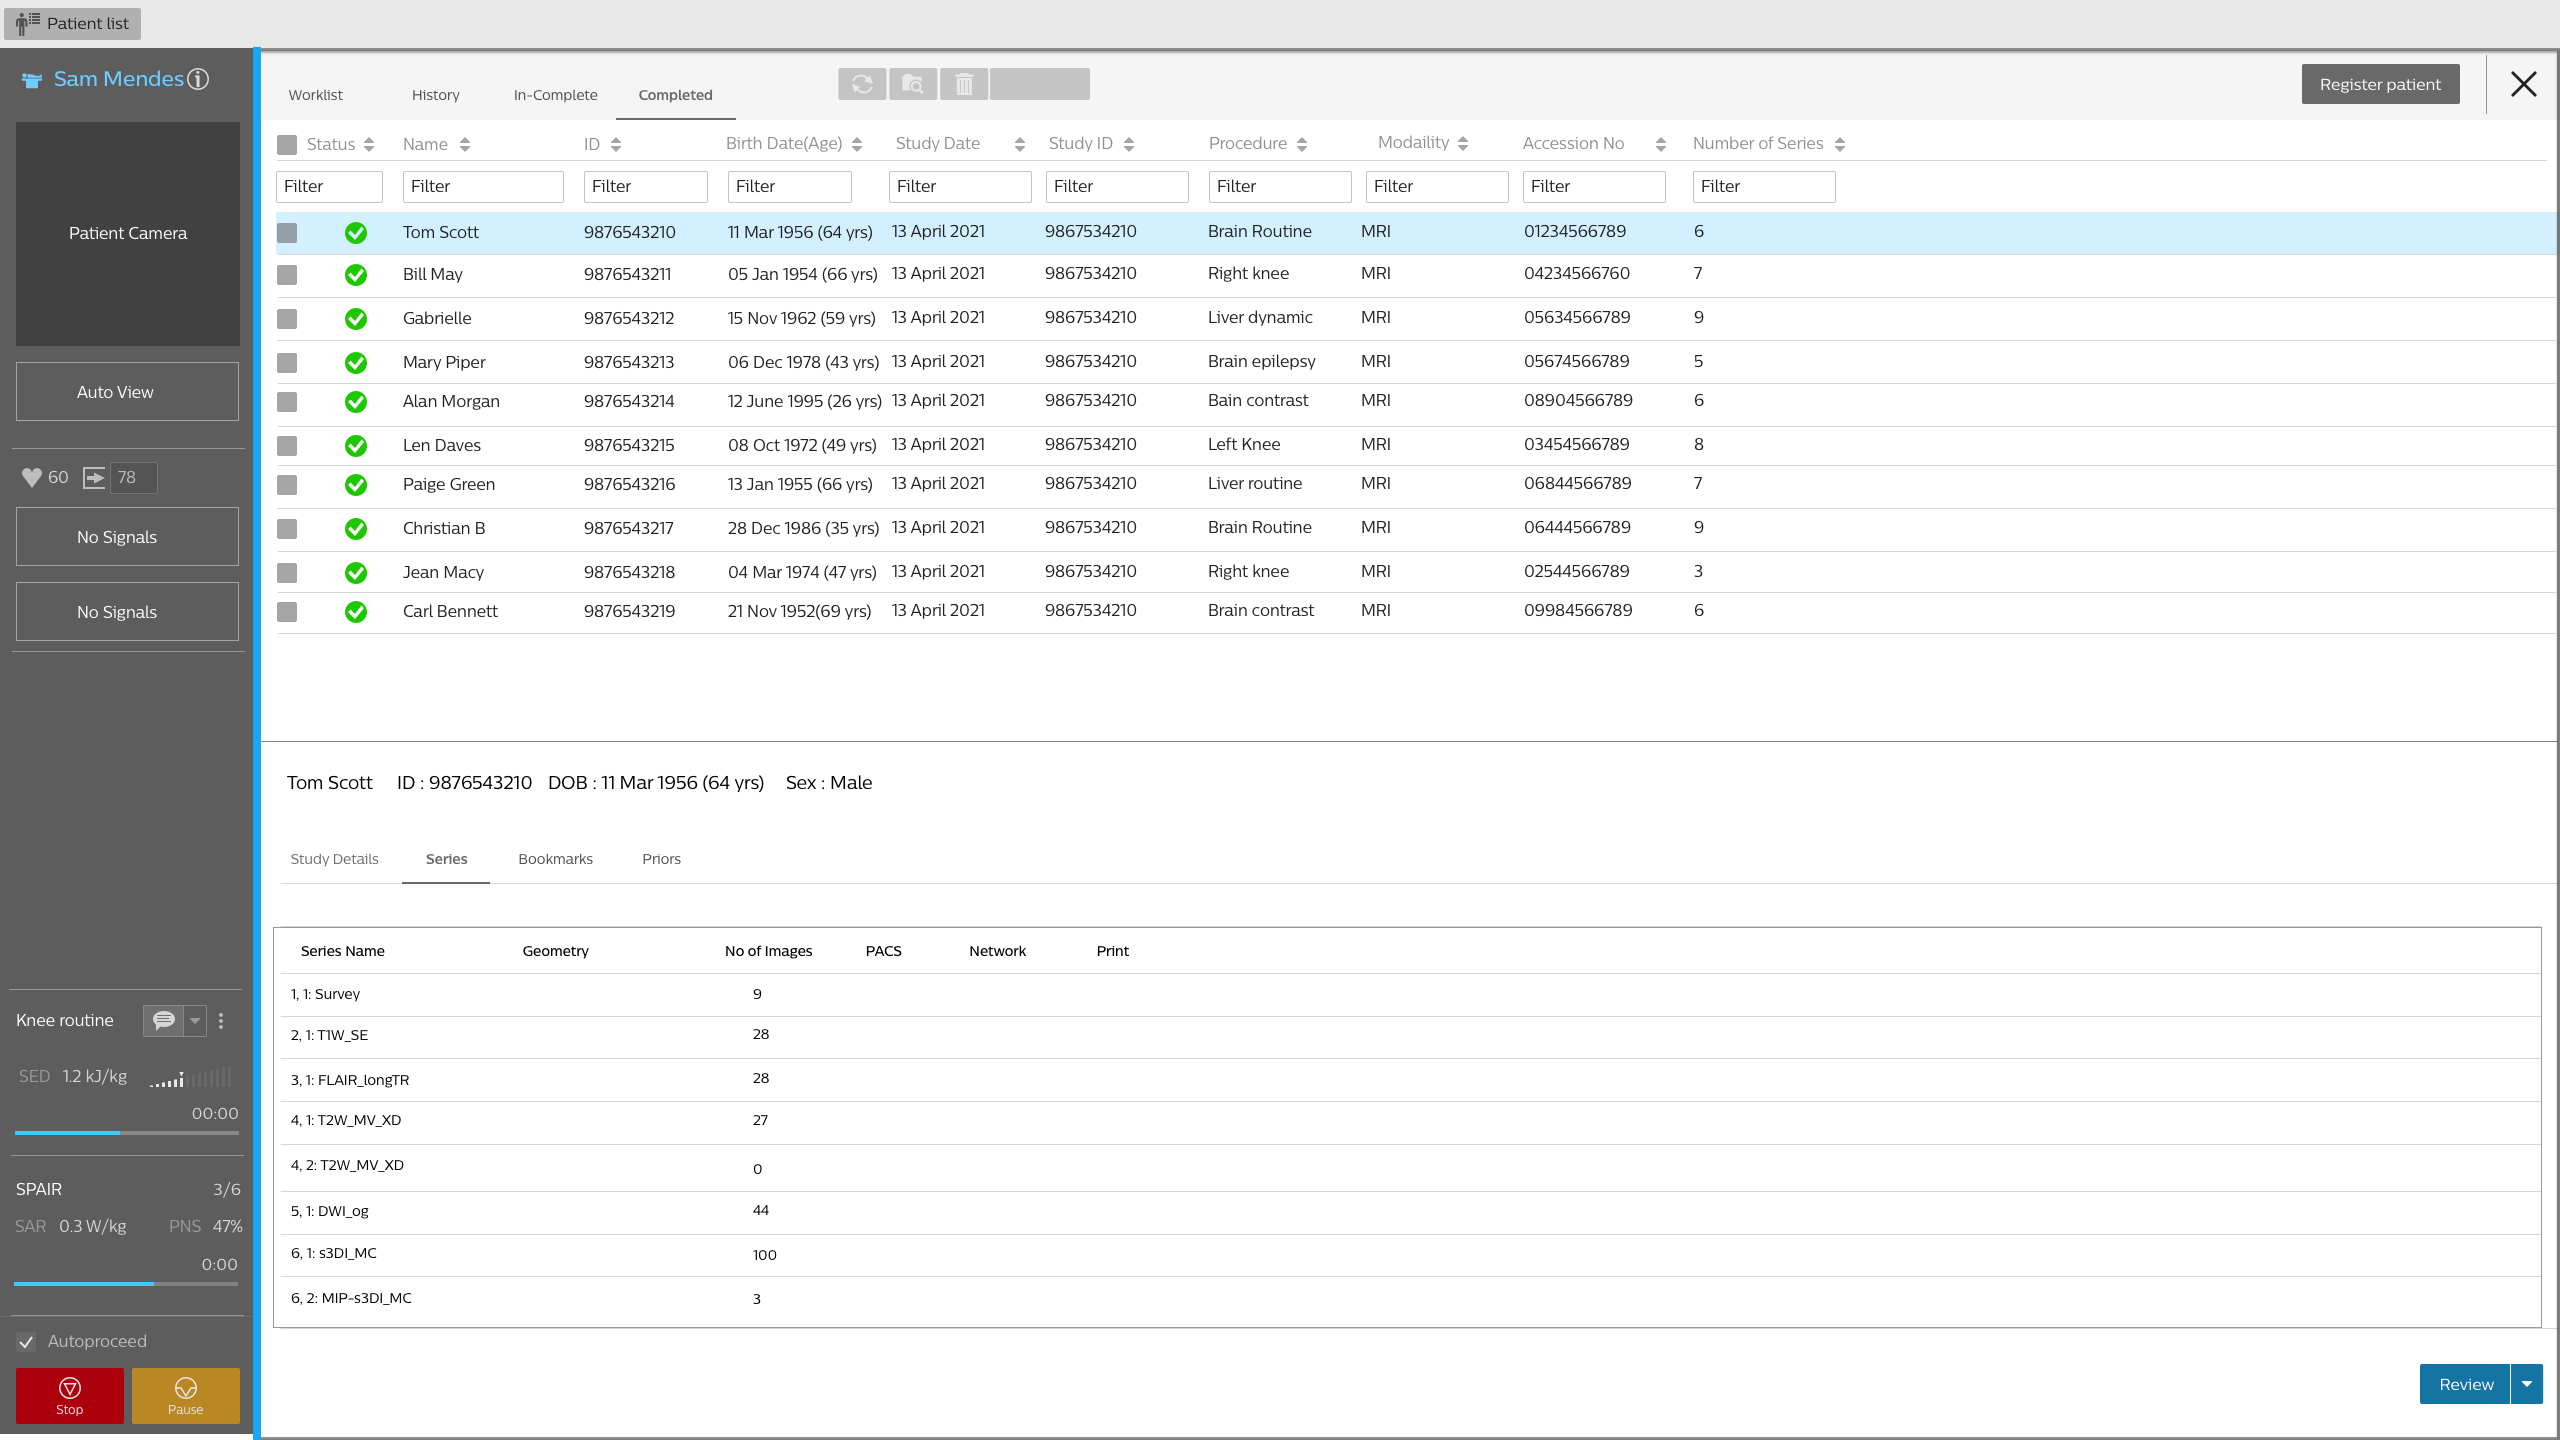 Patient list
Sam Mendes
Patient Camera
Auto View
60 78
No Signals
No Signals
Knee routine
SED 1.2 kJ/kg
00:00
SPAIR 3/6
SAR 0.3 W/kg PNS 47%
0:00
Autoproceed
Stop Pause
Worklist History In-Complete Completed Register patient
Status Name ID Birth Date(Age) Study Date Study ID Procedure Modaility Accession No Number of Series
Filter Filter Filter Filter Filter Filter Filter Filter Filter Filter
Tom Scott 9876543210 11 Mar 1956 (64 yrs) 13 April 2021 9867534210 Brain Routine MRI 01234566789 6
Bill May 9876543211 05 Jan 1954 (66 yrs) 13 April 2021 9867534210 Right knee MRI 04234566760 7
Gabrielle 9876543212 15 Nov 1962 (59 yrs) 13 April 2021 9867534210 Liver dynamic MRI 05634566789 9
Mary Piper 9876543213 06 Dec 1978 (43 yrs) 13 April 2021 9867534210 Brain epilepsy MRI 05674566789 5
Alan Morgan 9876543214 12 June 1995 (26 yrs) 13 April 2021 9867534210 Bain contrast MRI 08904566789 6
Len Daves 9876543215 08 Oct 1972 (49 yrs) 13 April 2021 9867534210 Left Knee MRI 03454566789 8
Paige Green 9876543216 13 Jan 1955 (66 yrs) 13 April 2021 9867534210 Liver routine MRI 06844566789 7
Christian B 9876543217 28 Dec 1986 (35 yrs) 13 April 2021 9867534210 Brain Routine MRI 06444566789 9
Jean Macy 9876543218 04 Mar 1974 (47 yrs) 13 April 2021 9867534210 Right knee MRI 02544566789 3
Carl Bennett 9876543219 21 Nov 1952(69 yrs) 13 April 2021 9867534210 Brain contrast MRI 09984566789 6
Tom Scott ID : 9876543210 DOB : 11 Mar 1956 (64 yrs) Sex : Male
Study Details Series Bookmarks Priors
Series Name Geometry No of Images PACS Network Print
1, 1: Survey 9
2, 1: T1W_SE 28
3, 1: FLAIR_longTR 28
4, 1: T2W_MV_XD 27
4, 2: T2W_MV_XD 0
5, 1: DWI_og 44
6, 1: s3DI_MC 100
6, 2: MIP-s3DI_MC 3
Review